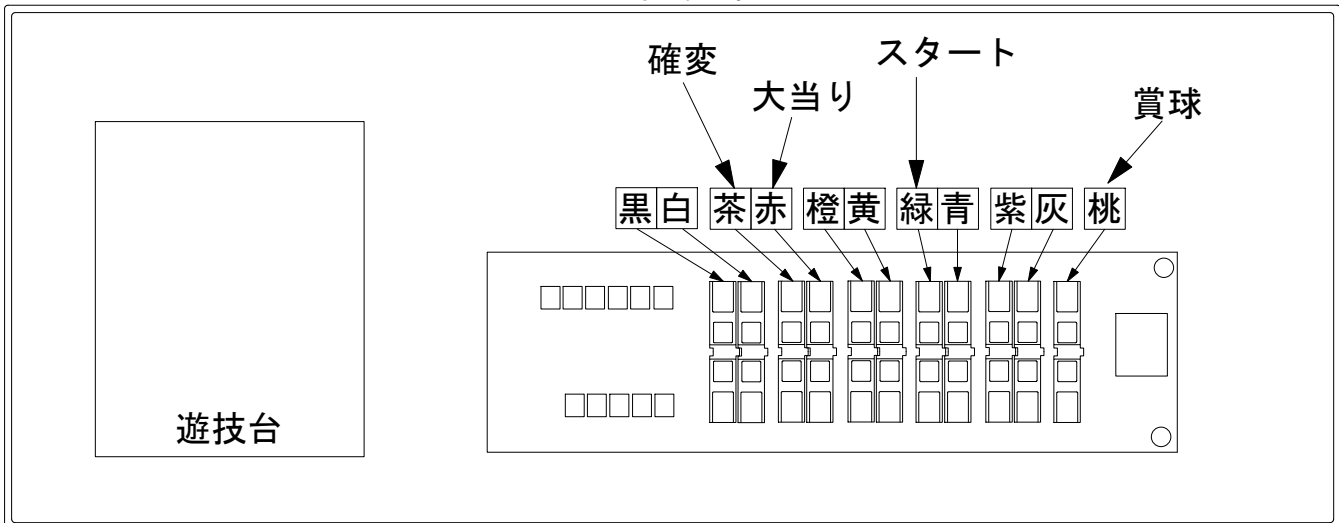 確変
大当り
スタート
賞球
黒 白 茶 赤 橙 黄 緑 青 紫 灰 桃
遊技台